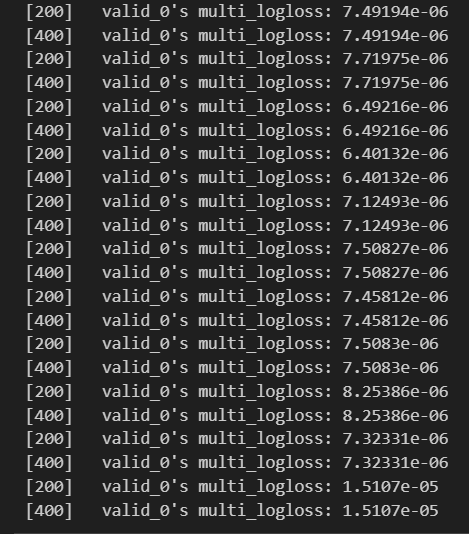 [200]	valid_0's multi_logloss: 7.49194e-06
[400]	valid_0's multi_logloss: 7.49194e-06
[200]	valid_0's multi_logloss: 7.71975e-06
[400]	valid_0's multi_logloss: 7.71975e-06
[200]	valid_0's multi_logloss: 6.49216e-06
[400]	valid_0's multi_logloss: 6.49216e-06
[200]	valid_0's multi_logloss: 6.40132e-06
[400]	valid_0's multi_logloss: 6.40132e-06
[200]	valid_0's multi_logloss: 7.12493e-06
[400]	valid_0's multi_logloss: 7.12493e-06
[200]	valid_0's multi_logloss: 7.50827e-06
[400]	valid_0's multi_logloss: 7.50827e-06
[200]	valid_0's multi_logloss: 7.45812e-06
[400]	valid_0's multi_logloss: 7.45812e-06
[200]	valid_0's multi_logloss: 7.5083e-06
[400]	valid_0's multi_logloss: 7.5083e-06
[200]	valid_0's multi_logloss: 8.25386e-06
[400]	valid_0's multi_logloss: 8.25386e-06
[200]	valid_0's multi_logloss: 7.32331e-06
[400]	valid_0's multi_logloss: 7.32331e-06
[200]	valid_0's multi_logloss: 1.5107e-05
[400]	valid_0's multi_logloss: 1.5107e-05